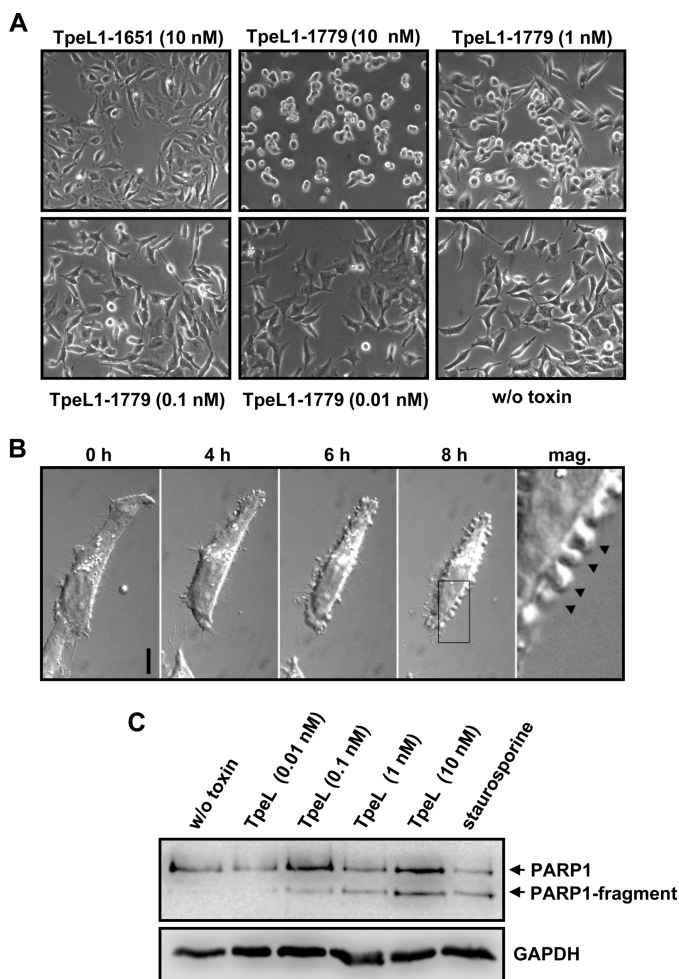 A
TpeL1-1651 (10 nM) TpeL1-1779 (10 nM) TpeL1-1779 (1 nM)
TpeL1-1779 (0.1 nM) TpeL1-1779 (0.01 nM) w/o toxin
B
0 h 4 h 6 h 8 h mag.
C
w/o toxin
TpeL (0.01 nM)
TpeL (0.1 nM)
TpeL (1 nM)
TpeL (10 nM)
staurosporine
PARP1
PARP1-fragment
GAPDH